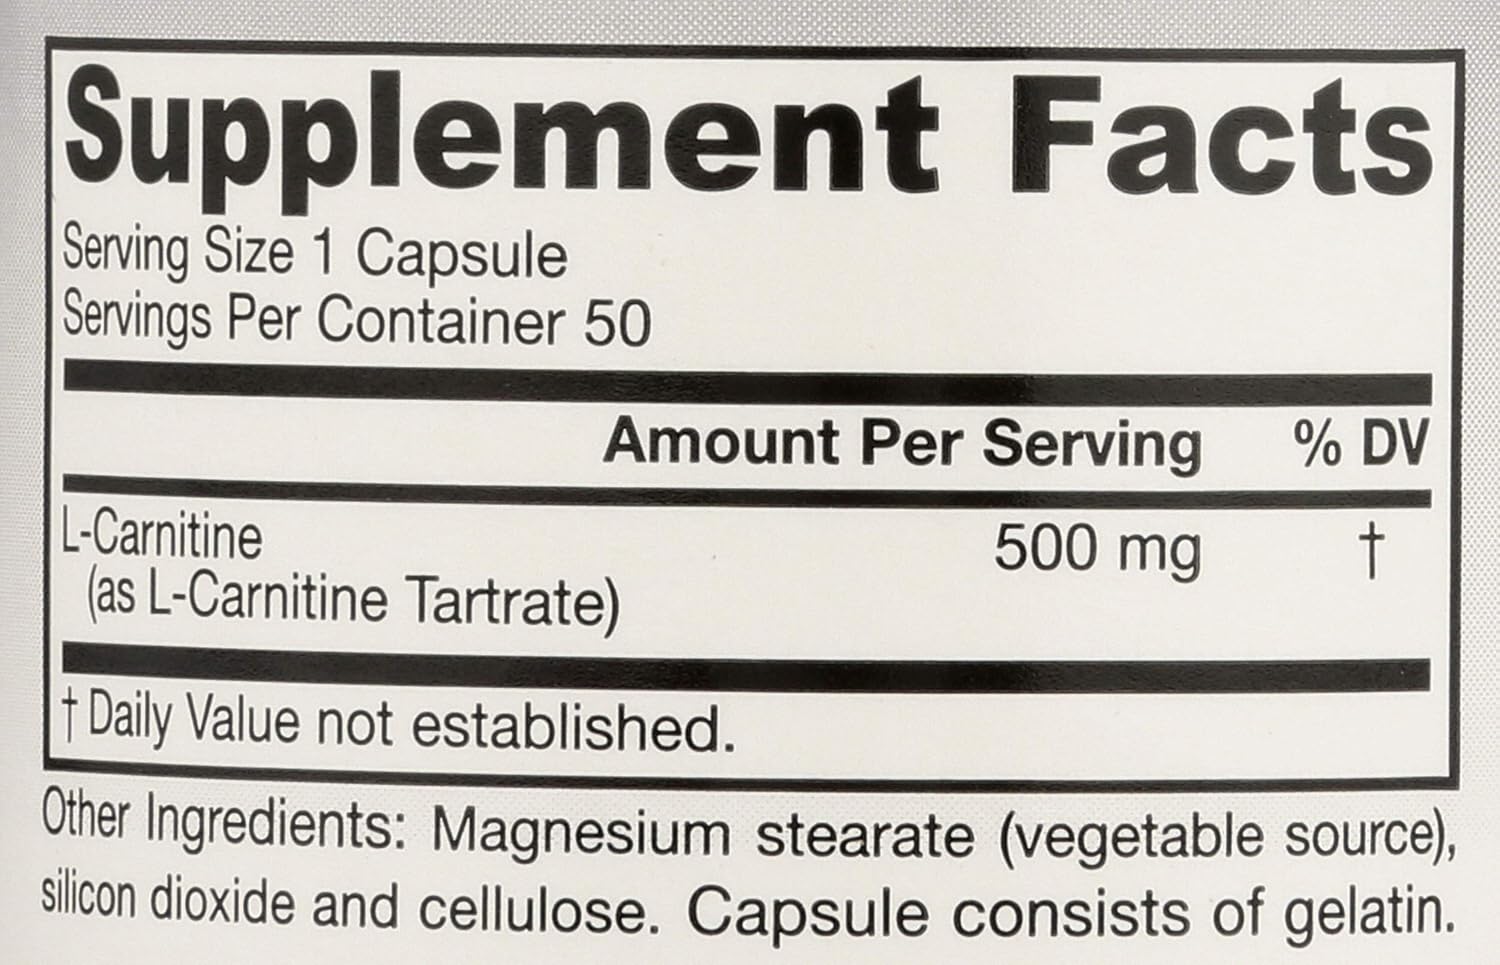 Supplement Facts
Serving Size 1 Capsule
Servings Per Container 50
Amount Per Serving % DV
L-Carnitine 500 mg †
(as L-Carnitine Tartrate)
† Daily Value not established.
Other Ingredients: Magnesium stearate (vegetable source),
silicon dioxide and cellulose. Capsule consists of gelatin.